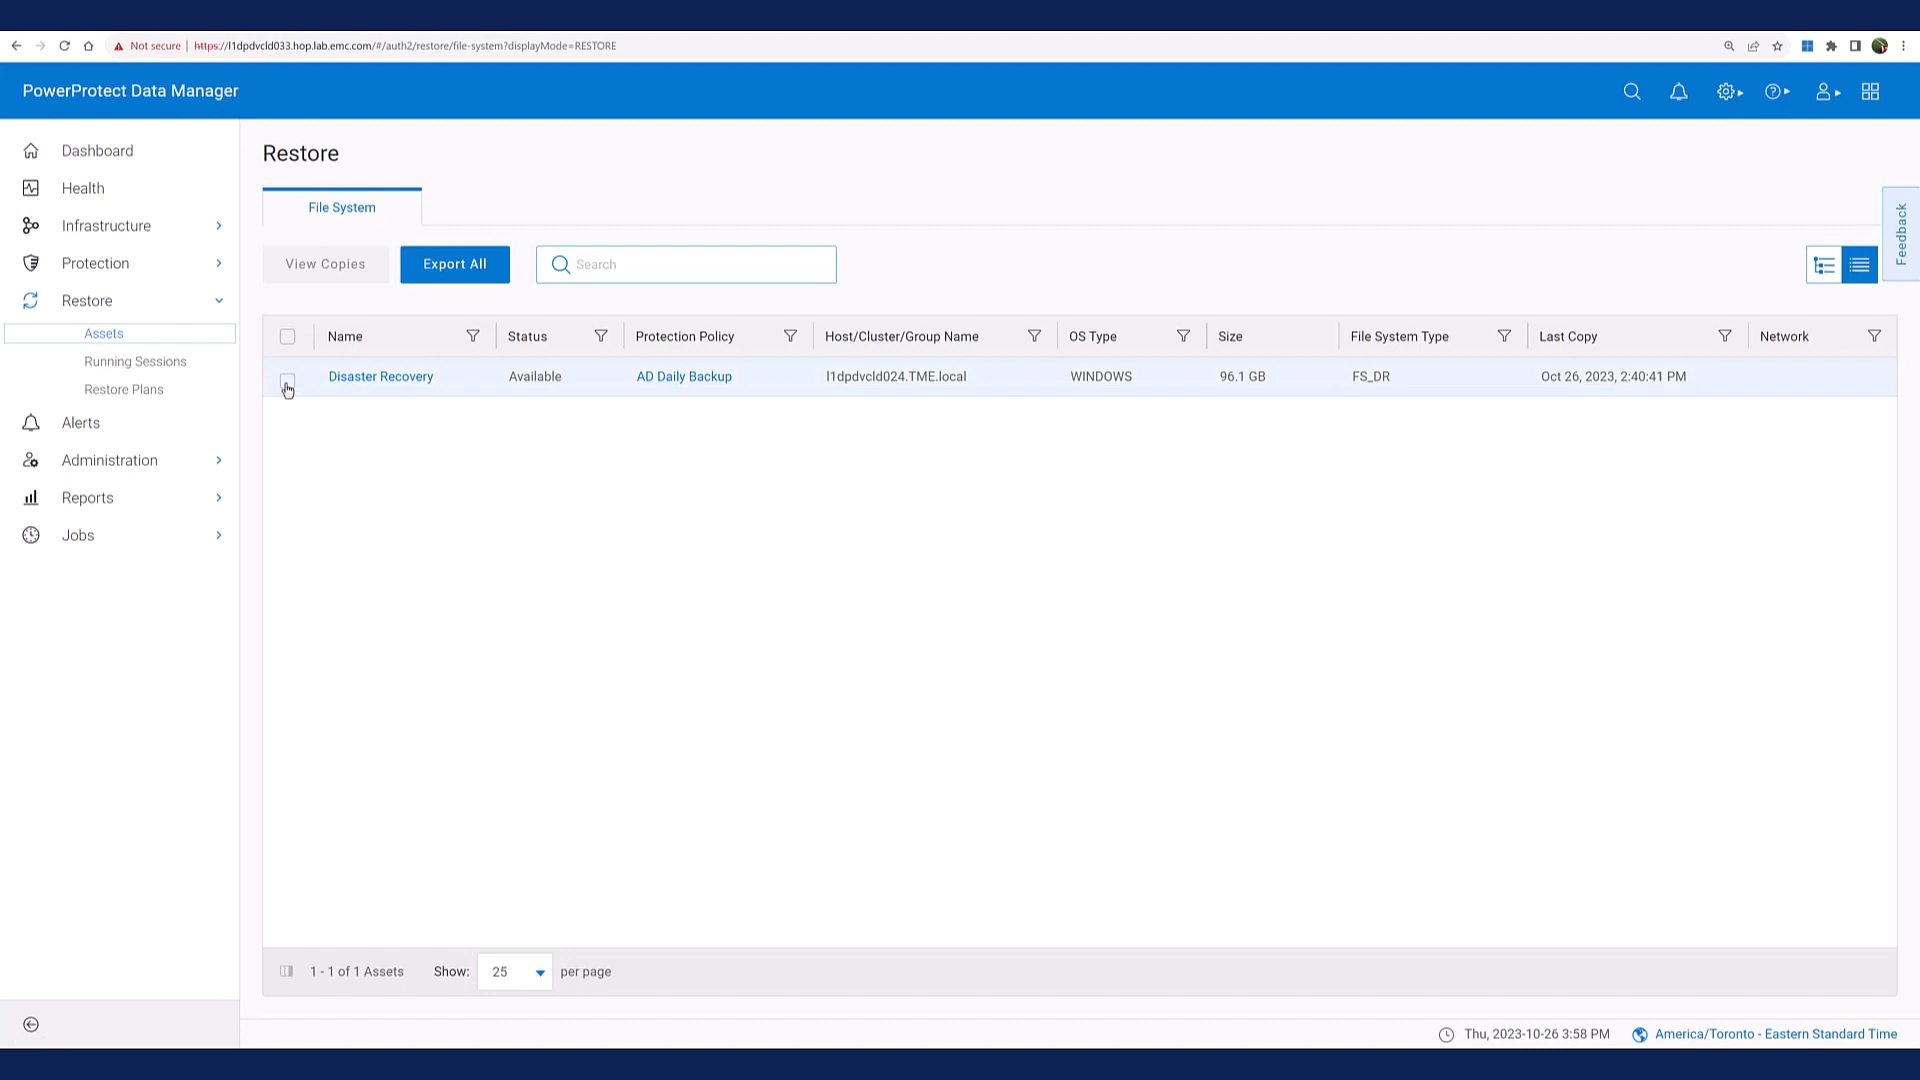 Not secure | https://l1dpdvcld033.hop.lab.emc.com/#/auth2/restore/file-system?displayMode=RESTORE
PowerProtect Data Manager
Dashboard
Health
Infrastructure
Protection
Restore
Assets
Running Sessions
Restore Plans
Alerts
Administration
Reports
Jobs
Restore
File System
View Copies
Export All
Search
Feedback
Name Status Protection Policy Host/Cluster/Group Name OS Type Size File System Type Last Copy Network
Disaster Recovery Available AD Daily Backup l1dpdvcld024.TME.local WINDOWS 96.1 GB FS_DR Oct 26, 2023, 2:40:41 PM
1 - 1 of 1 Assets Show: 25 per page
Thu, 2023-10-26 3:58 PM America/Toronto - Eastern Standard Time